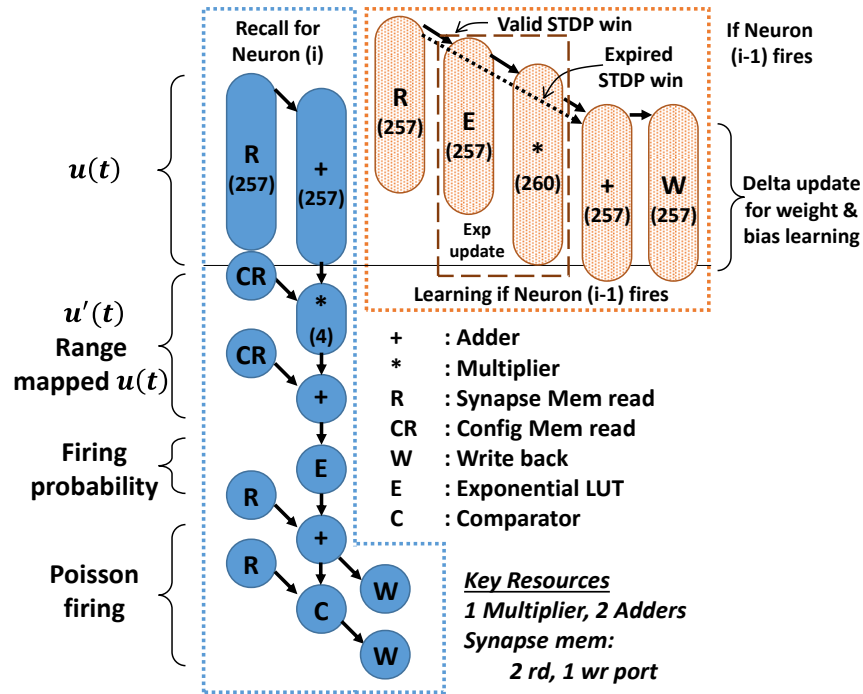 Recall for
Neuron (i)
Valid STDP win
Expired
STDP win
If Neuron
(i-1) fires
R
(257)
+
(257)
R
(257)
E
(257)
*
(260)
+
(257)
W
(257)
Exp
update
u(t)
Delta update
for weight &
bias learning
Learning if Neuron (i-1) fires
CR
*
(4)
u'(t)
Range
mapped u(t)
CR
+
Firing
probability
E
R
+
Poisson
firing
R
W
C
W
+ : Adder
* : Multiplier
R : Synapse Mem read
CR : Config Mem read
W : Write back
E : Exponential LUT
C : Comparator
Key Resources
1 Multiplier, 2 Adders
Synapse mem:
2 rd, 1 wr port